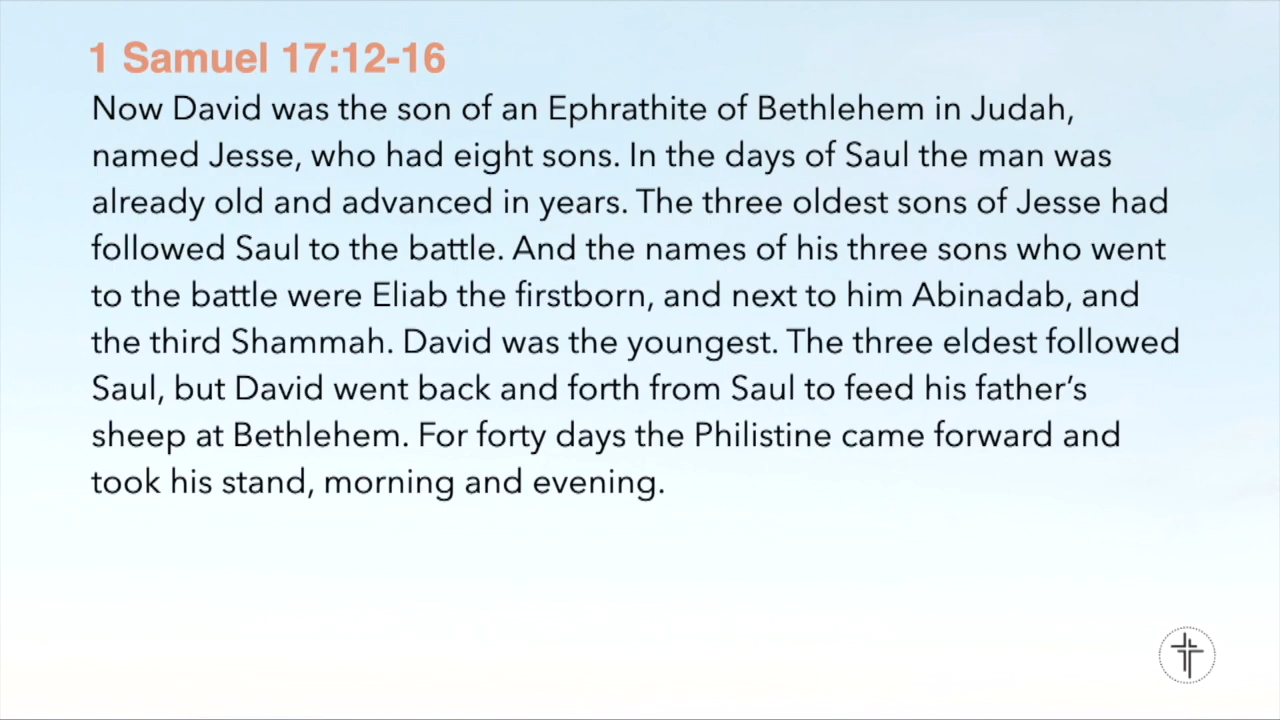 1 Samuel 17:12-16
Now David was the son of an Ephrathite of Bethlehem in Judah,
named Jesse, who had eight sons. In the days of Saul the man was
already old and advanced in years. The three oldest sons of Jesse had
followed Saul to the battle. And the names of his three sons who went
to the battle were Eliab the firstborn, and next to him Abinadab, and
the third Shammah. David was the youngest. The three eldest followed
Saul, but David went back and forth from Saul to feed his father’s
sheep at Bethlehem. For forty days the Philistine came forward and
took his stand, morning and evening.